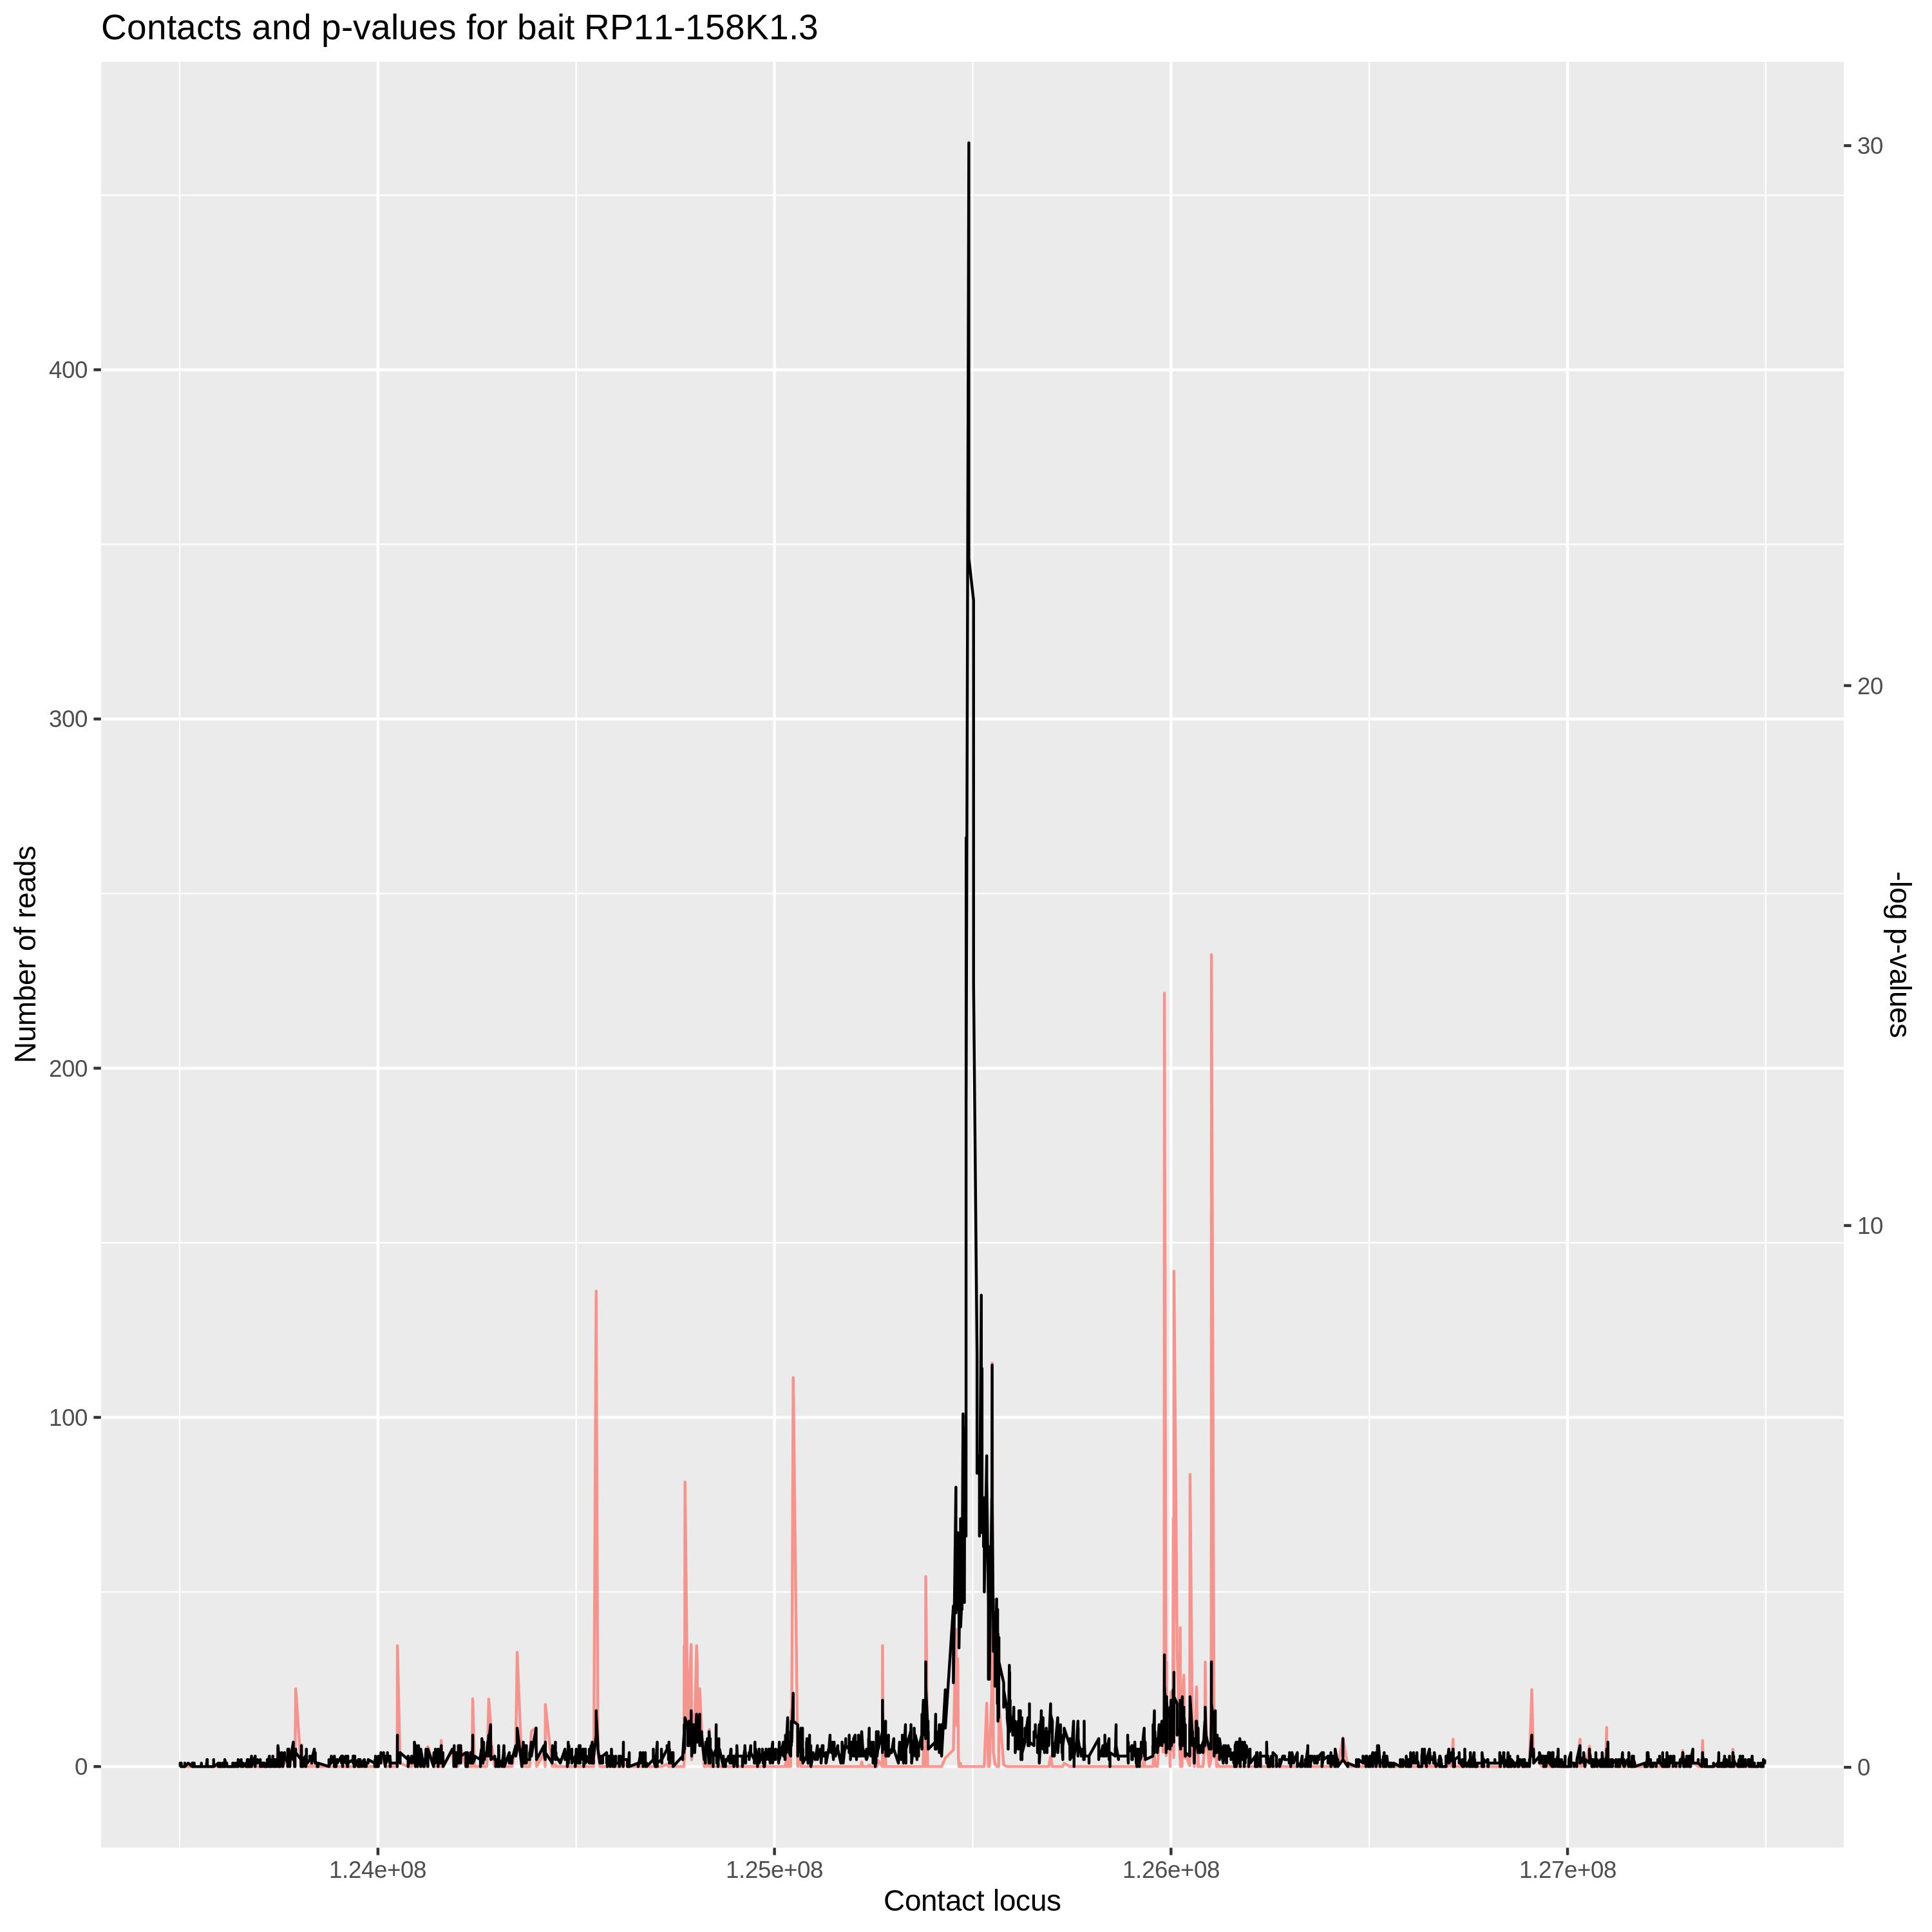 Contacts and p-values for bait RP11-158K1.3
Number of reads
400
300
200
100
0
30
20
10
0
-log p-values
1.24e+08 1.25e+08 1.26e+08 1.27e+08
Contact locus